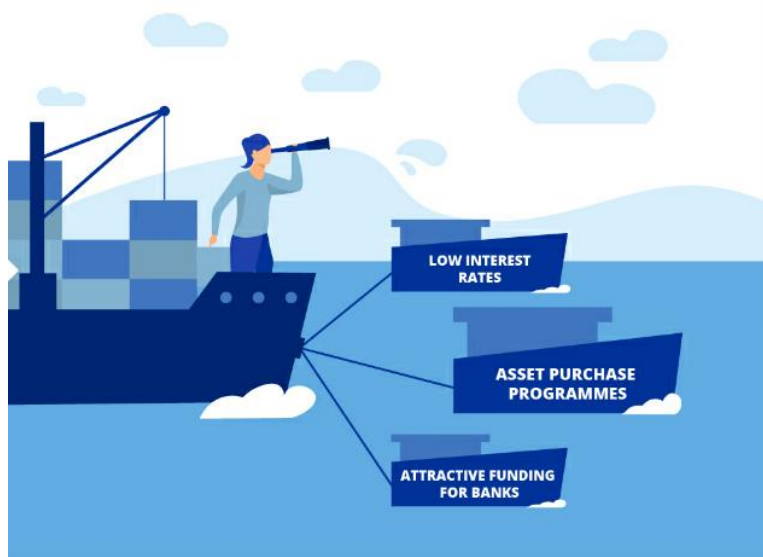 LOW INTEREST
RATES
ASSET PURCHASE
PROGRAMMES
ATTRACTIVE FUNDING
FOR BANKS